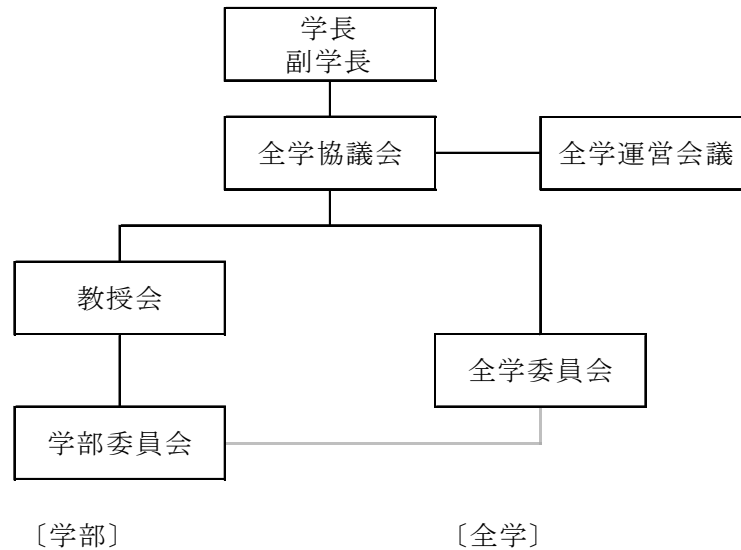 学長
副学長
全学協議会
全学運営会議
教授会
全学委員会
学部委員会
〔学部〕
〔全学〕